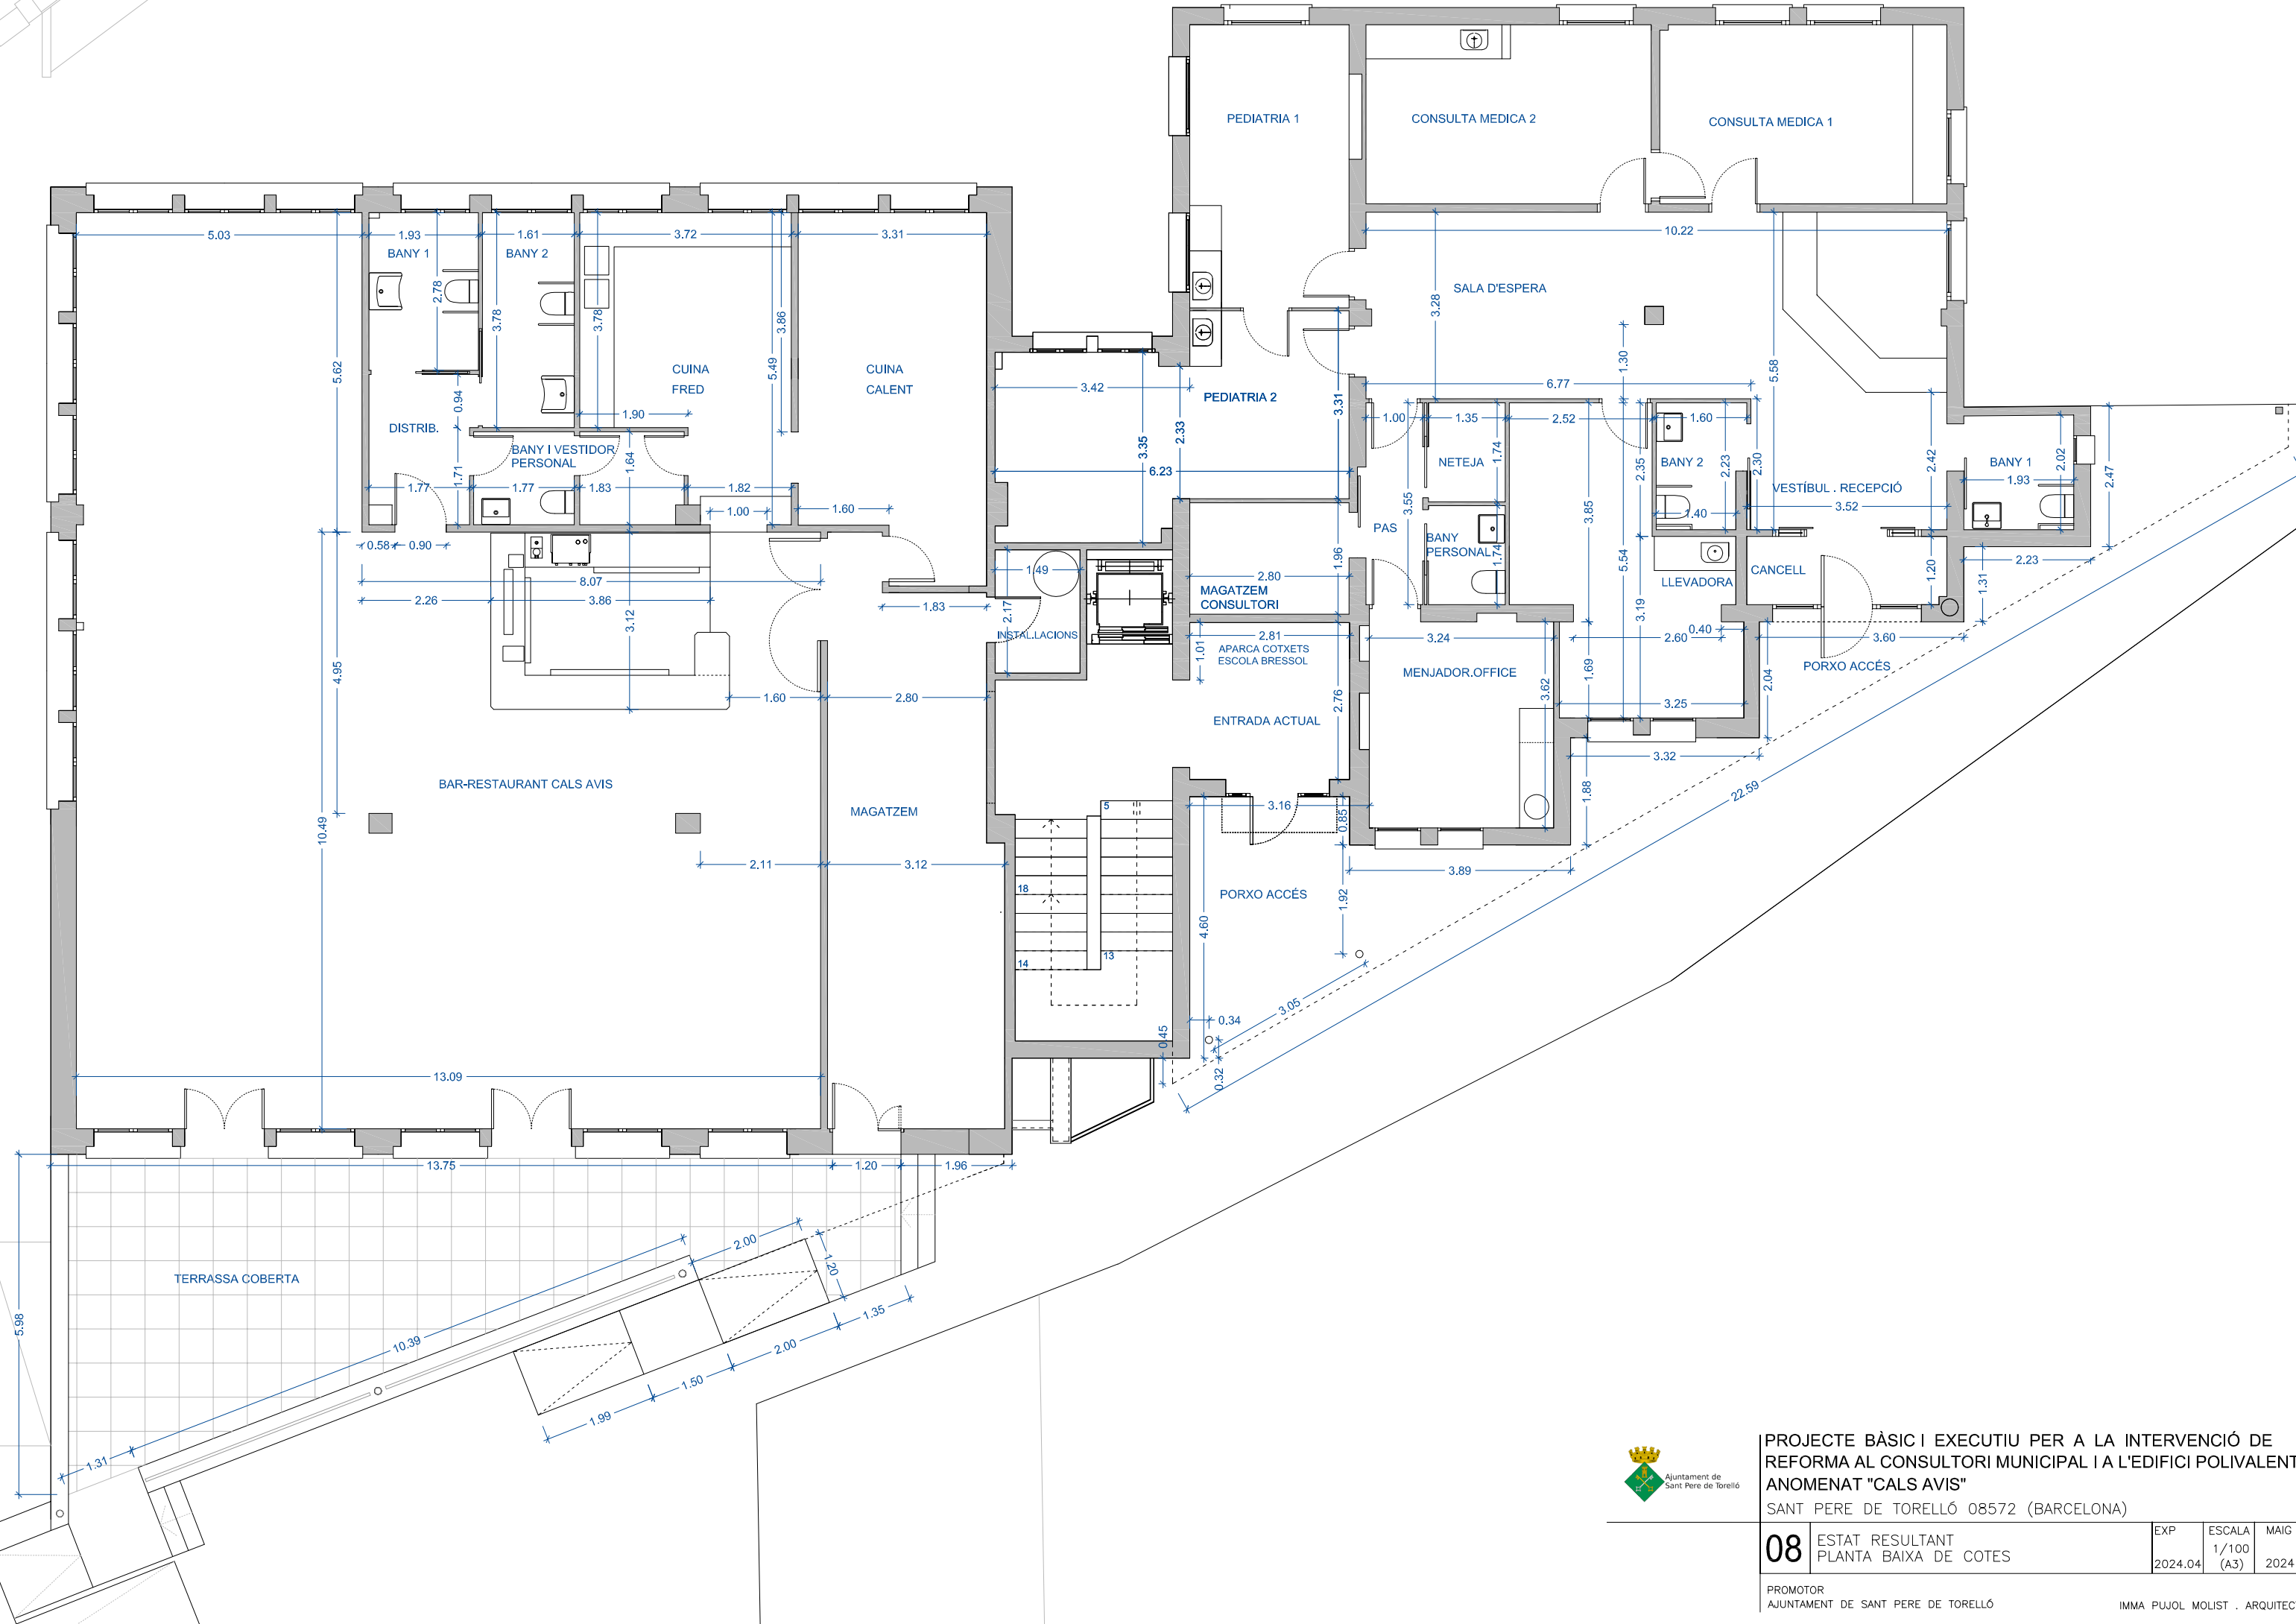 PEDIATRIA 1
CONSULTA MEDICA 2
CONSULTA MEDICA 1
5.03
1.93
1.61
3.72
3.31
10.22
BANY 1
BANY 2
2.78
3.78
3.78
3.86
5.49
5.62
SALA D'ESPERA
3.28
1.30
5.58
CUINA
FRED
CUINA
CALENT
3.42
PEDIATRIA 2
3.31
3.35
2.33
6.77
0.94
1.90
DISTRIB.
1.00
1.35
2.52
1.60
BANY I VESTIDOR
PERSONAL
1.64
1.71
6.23
NETEJA
1.74
BANY 2
2.35
2.23
2.30
2.42
BANY 1
2.02
2.47
1.93
1.77
1.77
1.83
1.82
1.00
1.60
VESTÍBUL . RECEPCIÓ
3.52
1.40
3.55
3.85
PAS
BANY
PERSONAL
1.74
5.54
0.58
0.90
1.49
1.96
2.80
MAGATZEM
CONSULTORI
LLEVADORA
CANCELL
1.20
1.31
2.23
8.07
2.26
3.86
3.12
1.83
2.17
INSTAL.LACIONS
2.81
APARCA COTXETS
ESCOLA BRESSOL
1.01
3.24
3.19
2.60
0.40
3.60
PORXO ACCÉS
MENJADOR.OFFICE
1.69
2.04
4.95
1.60
2.80
3.62
3.25
2.76
ENTRADA ACTUAL
3.32
BAR-RESTAURANT CALS AVIS
1.88
22.59
MAGATZEM
5
3.16
0.85
10.49
2.11
3.12
3.89
18
PORXO ACCÉS
1.92
4.60
13
14
3.05
0.34
0.45
0.32
13.09
13.75
1.20
1.96
2.00
1.20
TERRASSA COBERTA
5.98
10.39
1.35
2.00
1.50
1.99
1.31
Ajuntament de
Sant Pere de Torelló
PROJECTE BÀSIC I EXECUTIU PER A LA INTERVENCIÓ DE
REFORMA AL CONSULTORI MUNICIPAL I A L'EDIFICI POLIVALENT
ANOMENAT "CALS AVIS"
SANT PERE DE TORELLÓ 08572 (BARCELONA)
08
ESTAT RESULTANT
PLANTA BAIXA DE COTES
EXP
2024.04
ESCALA
1/100
(A3)
MAIG
2024
PROMOTOR
AJUNTAMENT DE SANT PERE DE TORELLÓ
IMMA PUJOL MOLIST . ARQUITEC